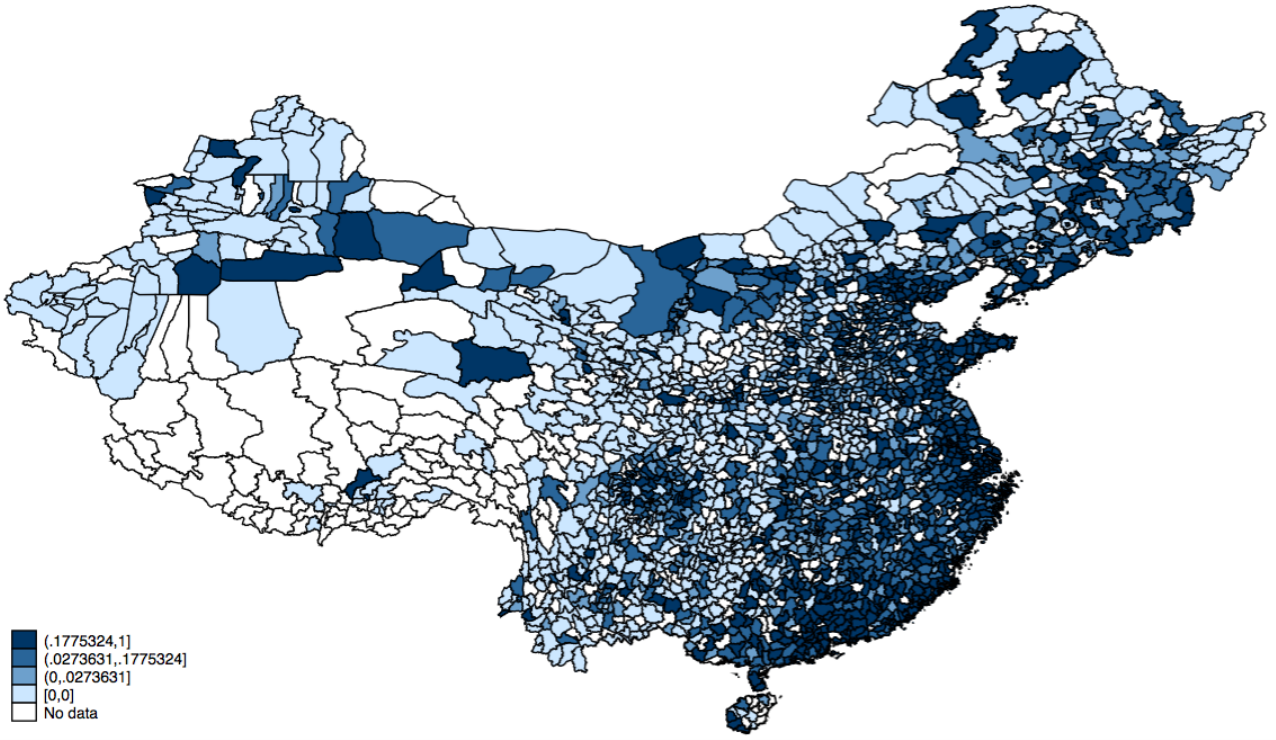 (.1775324,1]
(.0273631,.1775324]
(0,.0273631]
[0,0]
No data